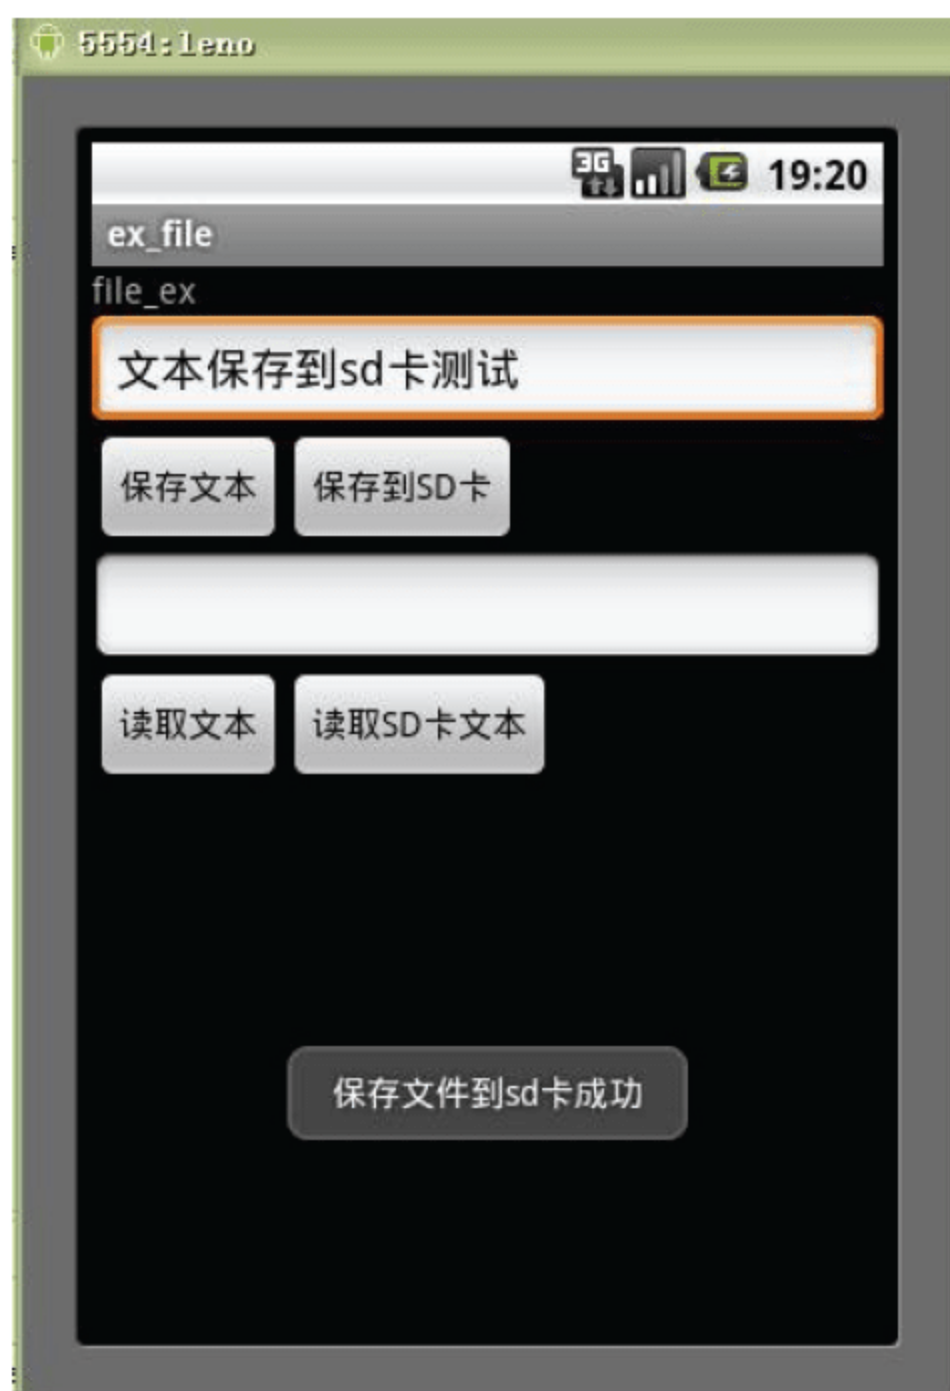 5554:leno
3G 19:20
ex_file
file_ex
文本保存到sd卡测试
保存文本 保存到SD卡
读取文本 读取SD卡文本
保存文件到sd卡成功